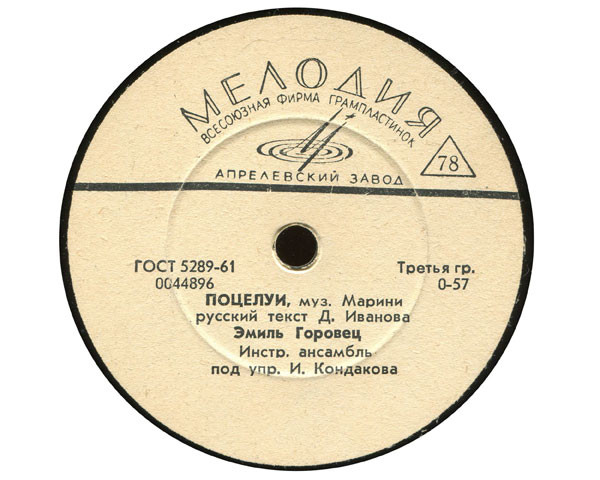 МЕЛОДИЯ
ВСЕСОЮЗНАЯ ФИРМА ГРАМПЛАСТИНОК
78
АПРЕЛЕВСКИЙ ЗАВОД
ГОСТ 5289-61 Третья гр.
0044896 0-57
ПОЦЕЛУИ, муз. Марини
русский текст Д. Иванова
Эмиль Горовец
Инстр. ансамбль
под упр. И. Кондакова